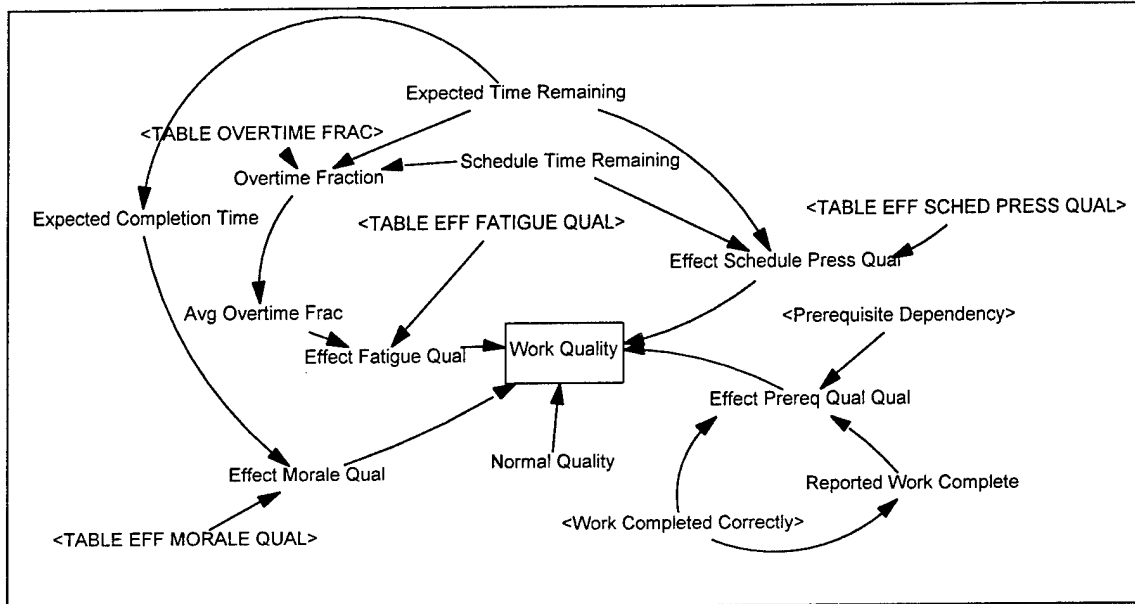 Expected Time Remaining
<TABLE OVERTIME FRAC>
Schedule Time Remaining
Overtime Fraction
Expected Completion Time
<TABLE EFF FATIGUE QUAL>
<TABLE EFF SCHED PRESS QUAL>
Effect Schedule Press Qual
Avg Overtime Frac
<Prerequisite Dependency>
Effect Fatigue Qual
Work Quality
Effect Prereq Qual Qual
Normal Quality
Effect Morale Qual
Reported Work Complete
<Work Completed Correctly>
<TABLE EFF MORALE QUAL>